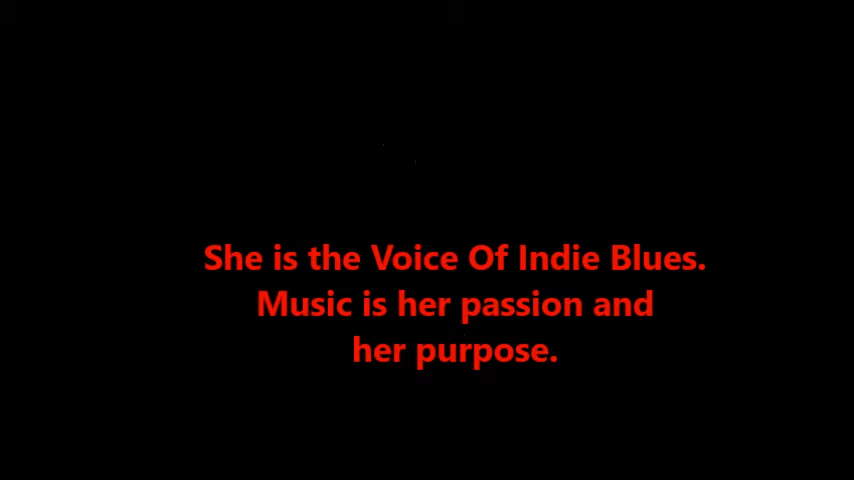 She is the Voice Of Indie Blues.
Music is her passion and
her purpose.